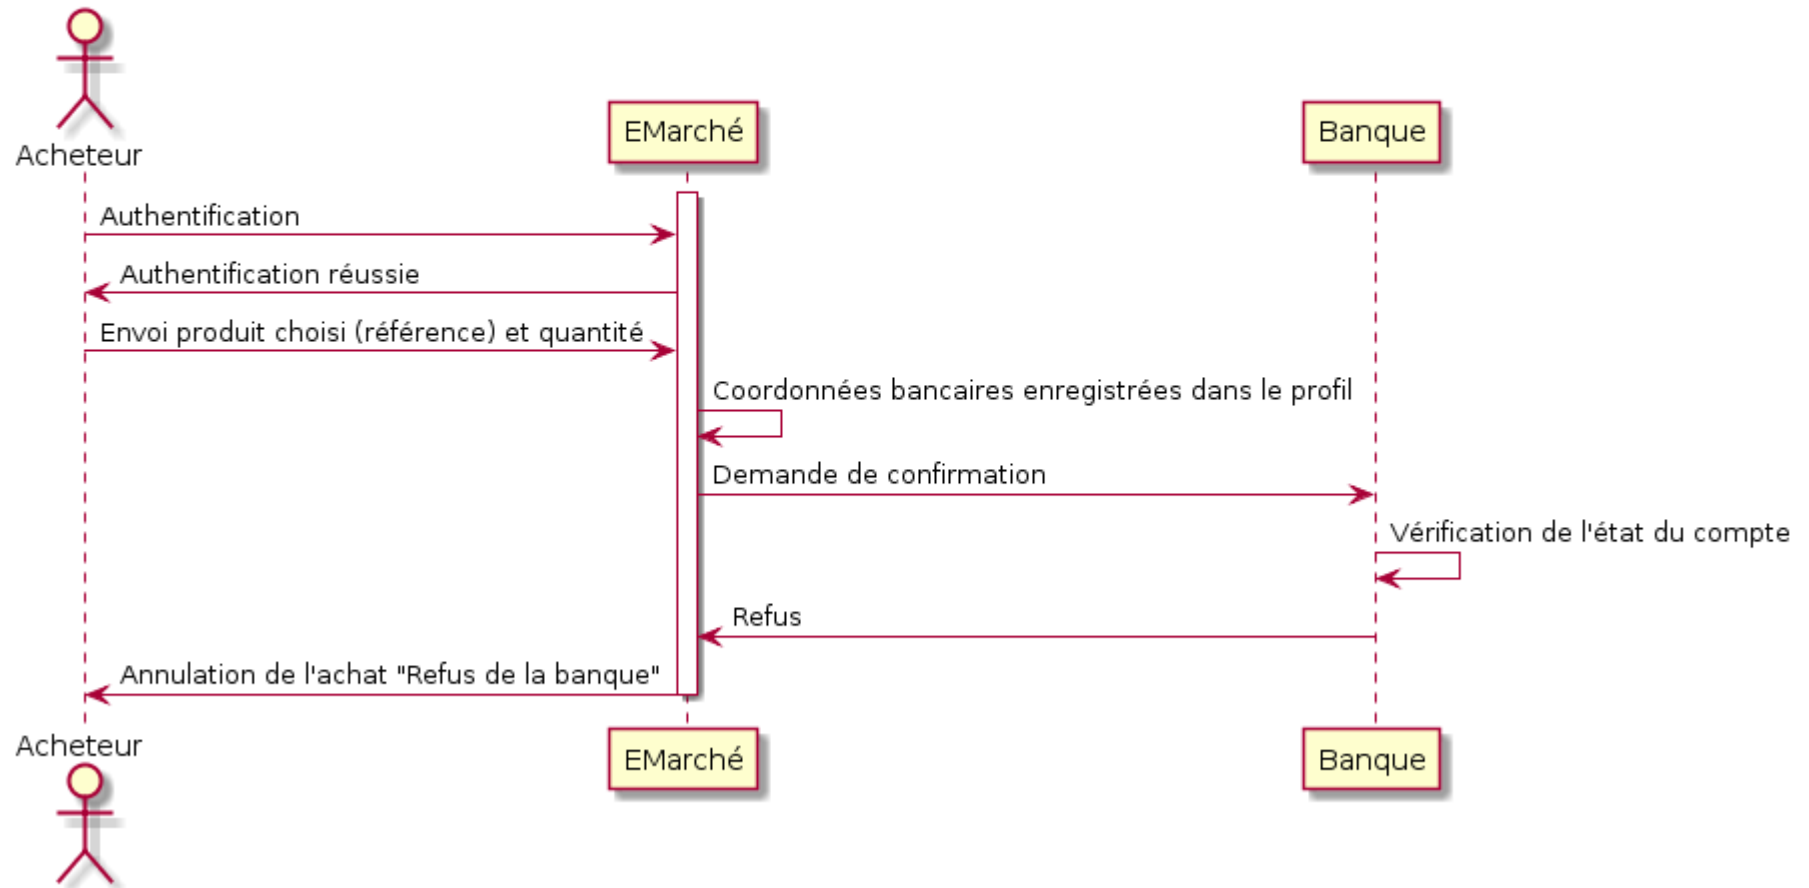 Acheteur
EMarché
Banque
Authentification
Authentification réussie
Envoi produit choisi (référence) et quantité
Coordonnées bancaires enregistrées dans le profil
Demande de confirmation
Vérification de l'état du compte
Refus
Annulation de l'achat "Refus de la banque"
Acheteur
EMarché
Banque